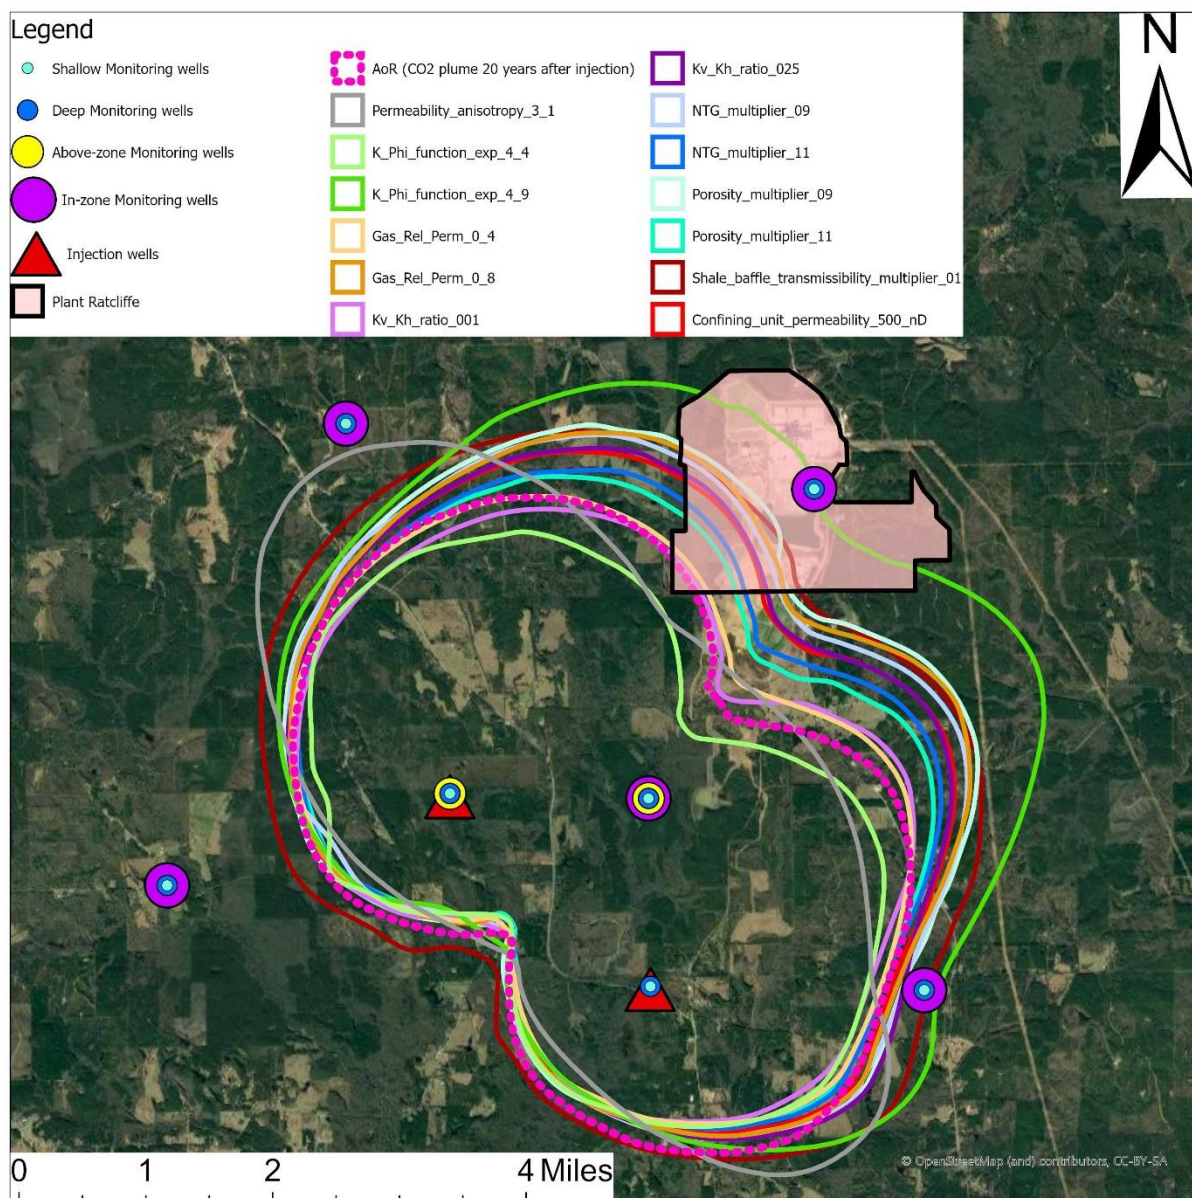 Legend
Shallow Monitoring wells
Deep Monitoring wells
Above-zone Monitoring wells
In-zone Monitoring wells
Injection wells
Plant Ratcliffe
AoR (CO2 plume 20 years after injection)
Permeability_anisotropy_3_1
K_Phi_function_exp_4_4
K_Phi_function_exp_4_9
Gas_Rel_Perm_0_4
Gas_Rel_Perm_0_8
Kv_Kh_ratio_001
Kv_Kh_ratio_025
NTG_multiplier_09
NTG_multiplier_11
Porosity_multiplier_09
Porosity_multiplier_11
Shale_baffle_transmissibility_multiplier_01
Confining_unit_permeability_500_nD
N
© OpenStreetMap (and) contributors, CC-BY-SA
0 1 2 4 Miles